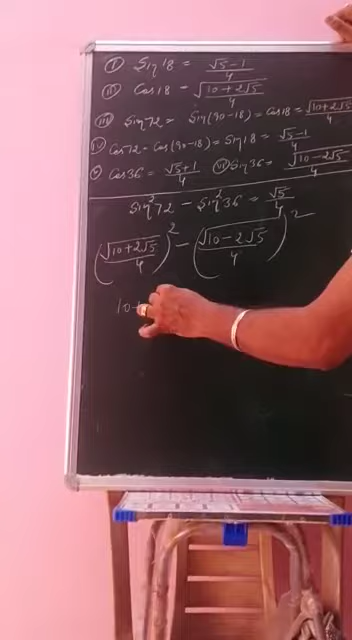 (I) Sin 18 = √5-1/4
(II) Cos 18 = √10+2√5/4
(III) Sin 72 = Sin(90-18) = Cos 18 = √10+2√5/4
(IV) Cos 72 = Cos(90-18) = Sin 18 = √5-1/4
(V) Cos 36 = √5+1/4 (VI) Sin 36 = √10-2√5/4
Sin²72 - Sin²36 = √5/4
(√10+2√5/4)² - (√10-2√5/4)²
10+